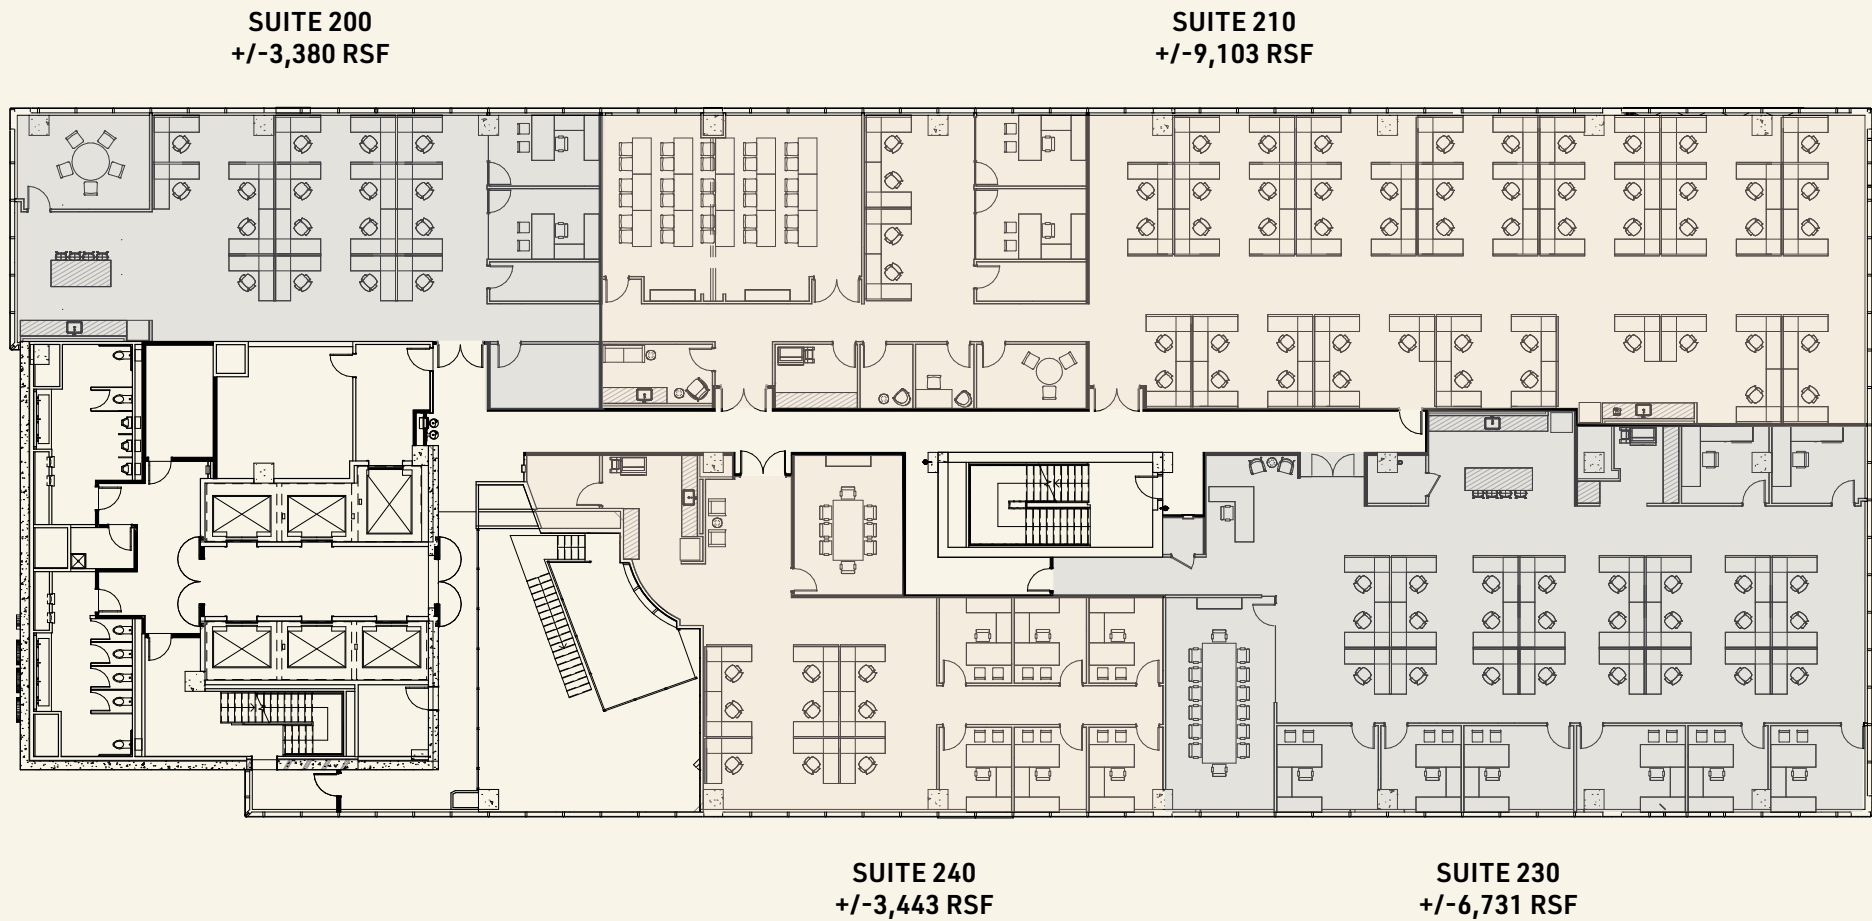 SUITE 200
+/-3,380 RSF
SUITE 210
+/-9,103 RSF
SUITE 240
+/-3,443 RSF
SUITE 230
+/-6,731 RSF